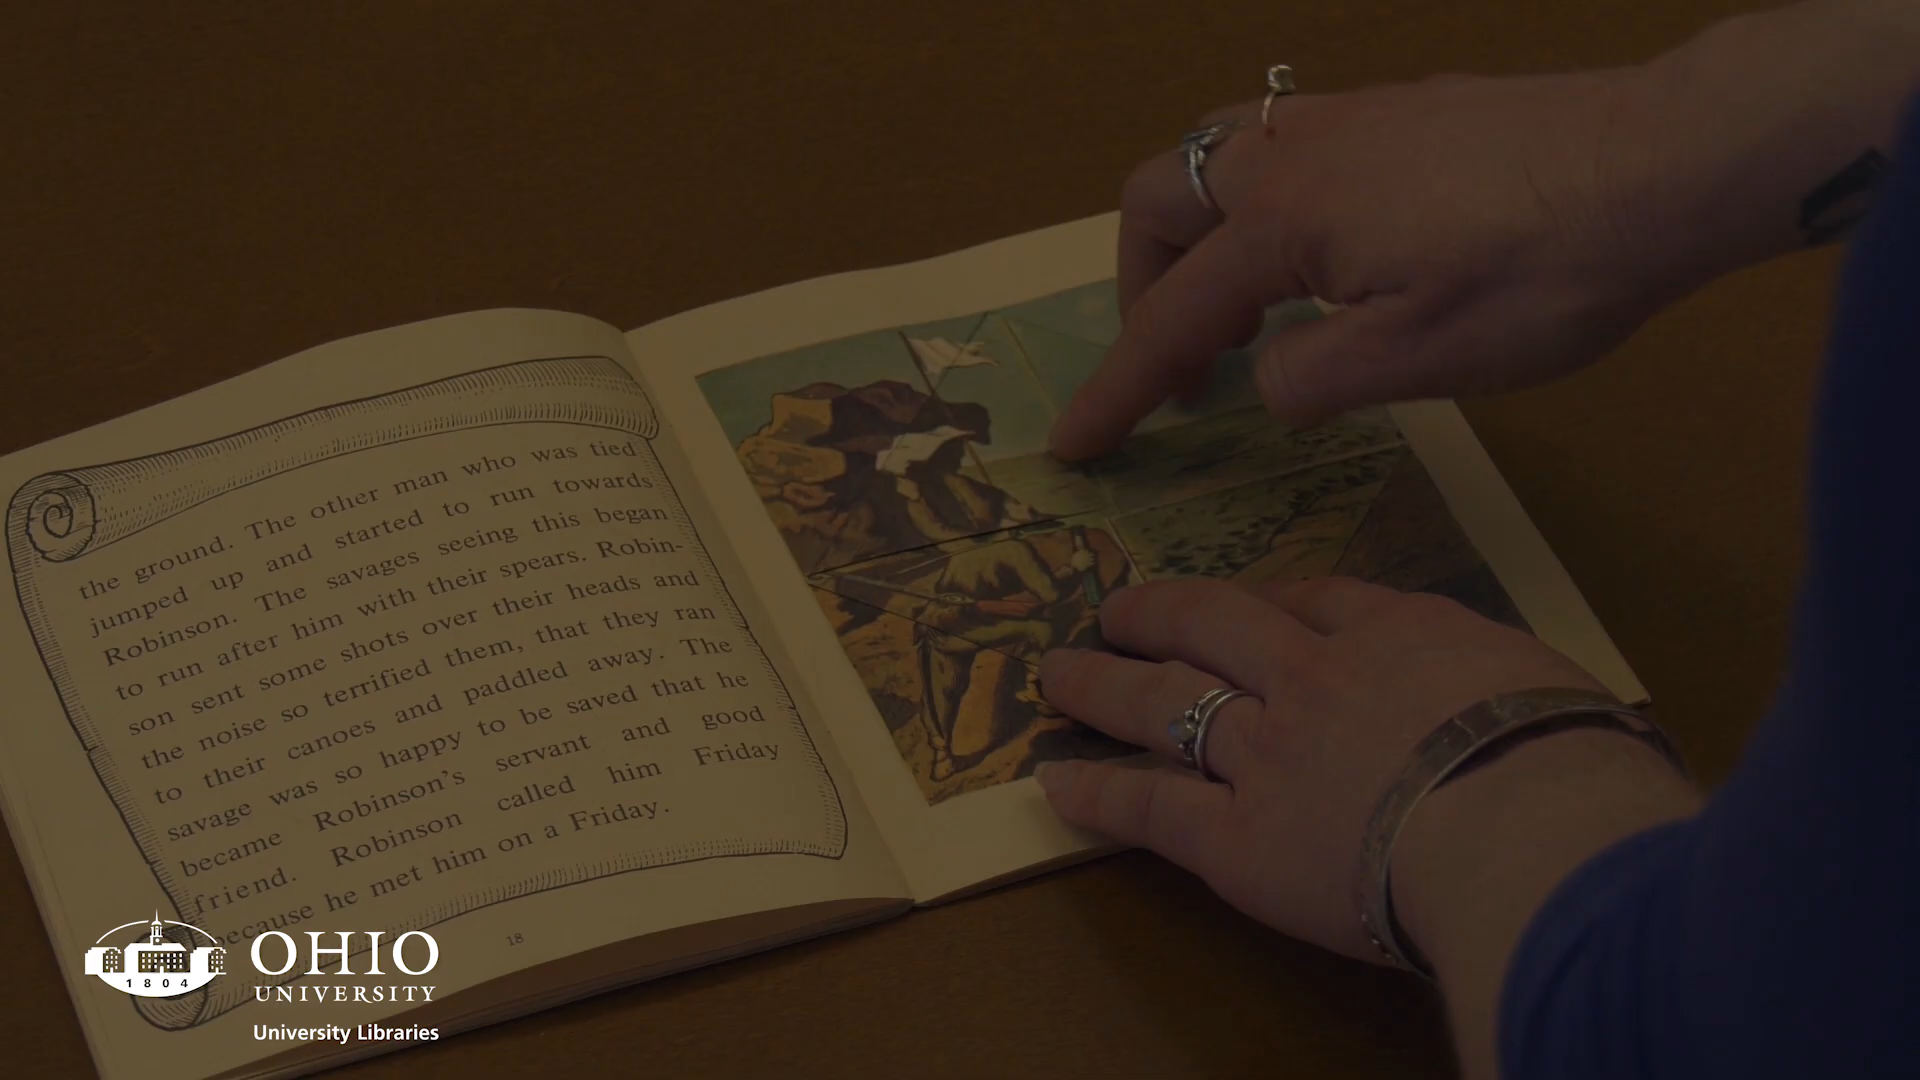 the ground. The other man who was tied
jumped up and started to run towards
Robinson. The savages seeing this began
to run after him with their spears. Robin-
son sent some shots over their heads and
the noise so terrified them, that they ran
to their canoes and paddled away. The
savage was so happy to be saved that he
became Robinson's servant and good
friend. Robinson called him Friday
because he met him on a Friday.
18
1804
OHIO
UNIVERSITY
University Libraries